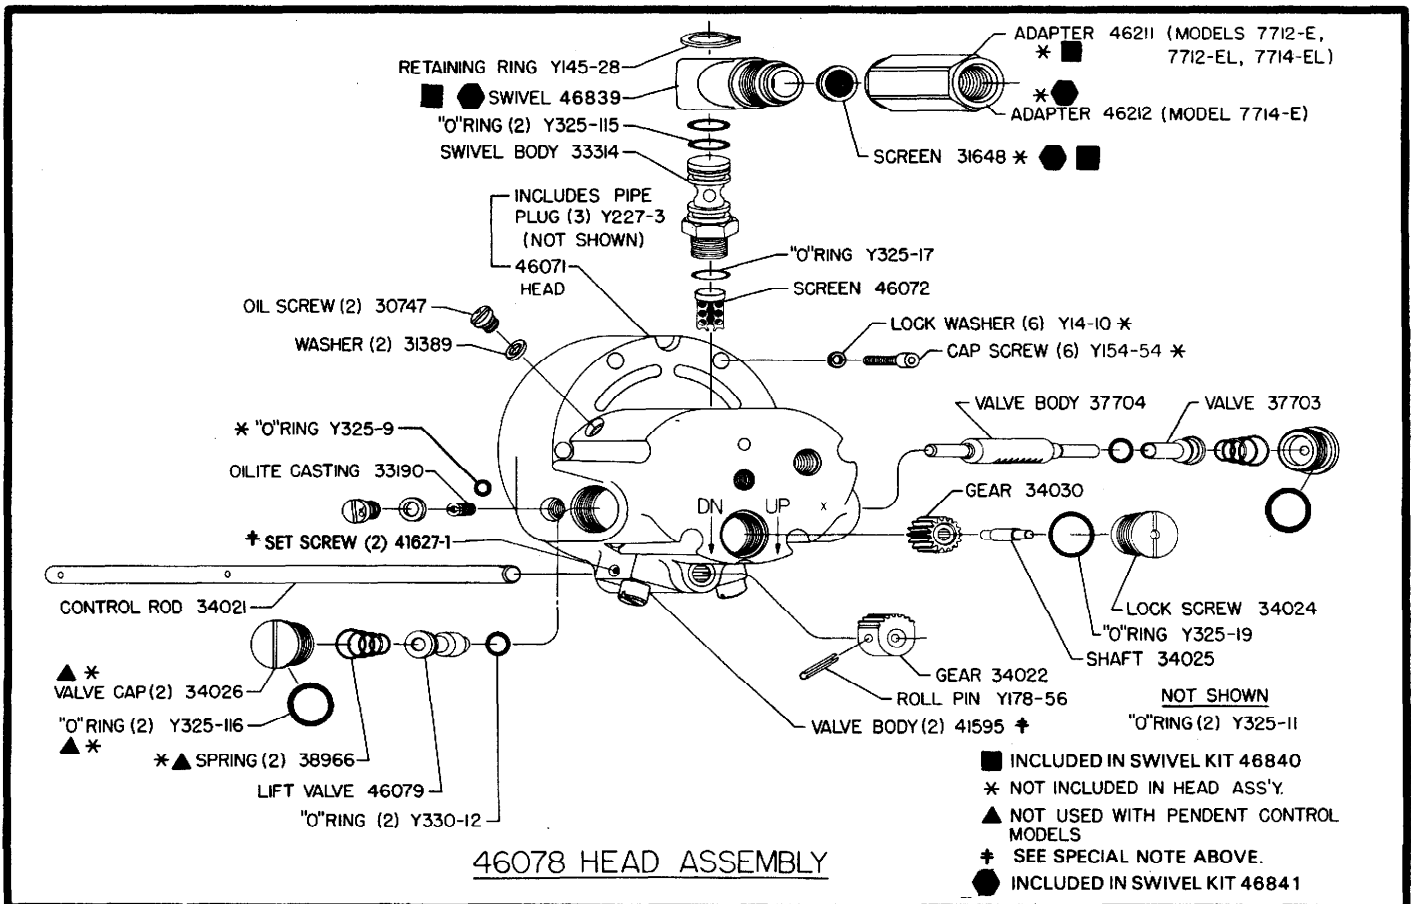 ADAPTER 46211 (MODELS 7712-E,
* ■ 7712-EL, 7714-EL)
RETAINING RING Y145-28
■ ⬢ SWIVEL 46839
* ⬢
ADAPTER 46212 (MODEL 7714-E)
"O"RING (2) Y325-115
SWIVEL BODY 33314
SCREEN 31648 * ⬢ ■
INCLUDES PIPE
PLUG (3) Y227-3
(NOT SHOWN)
46071
HEAD
"O"RING Y325-17
SCREEN 46072
OIL SCREW (2) 30747
WASHER (2) 31389
LOCK WASHER (6) Y14-10 *
CAP SCREW (6) Y154-54 *
VALVE BODY 37704
VALVE 37703
* "O"RING Y325-9
OILITE CASTING 33190
GEAR 34030
DN UP x
‡ SET SCREW (2) 41627-1
CONTROL ROD 34021
LOCK SCREW 34024
"O"RING Y325-19
SHAFT 34025
▲ *
VALVE CAP (2) 34026
GEAR 34022
ROLL PIN Y178-56
"O"RING (2) Y325-116
▲ *
VALVE BODY (2) 41595 ‡
NOT SHOWN
"O"RING (2) Y325-11
* ▲ SPRING (2) 38966
LIFT VALVE 46079
"O"RING (2) Y330-12
■ INCLUDED IN SWIVEL KIT 46840
* NOT INCLUDED IN HEAD ASS'Y.
▲ NOT USED WITH PENDENT CONTROL
MODELS
‡ SEE SPECIAL NOTE ABOVE.
⬢ INCLUDED IN SWIVEL KIT 46841
46078 HEAD ASSEMBLY